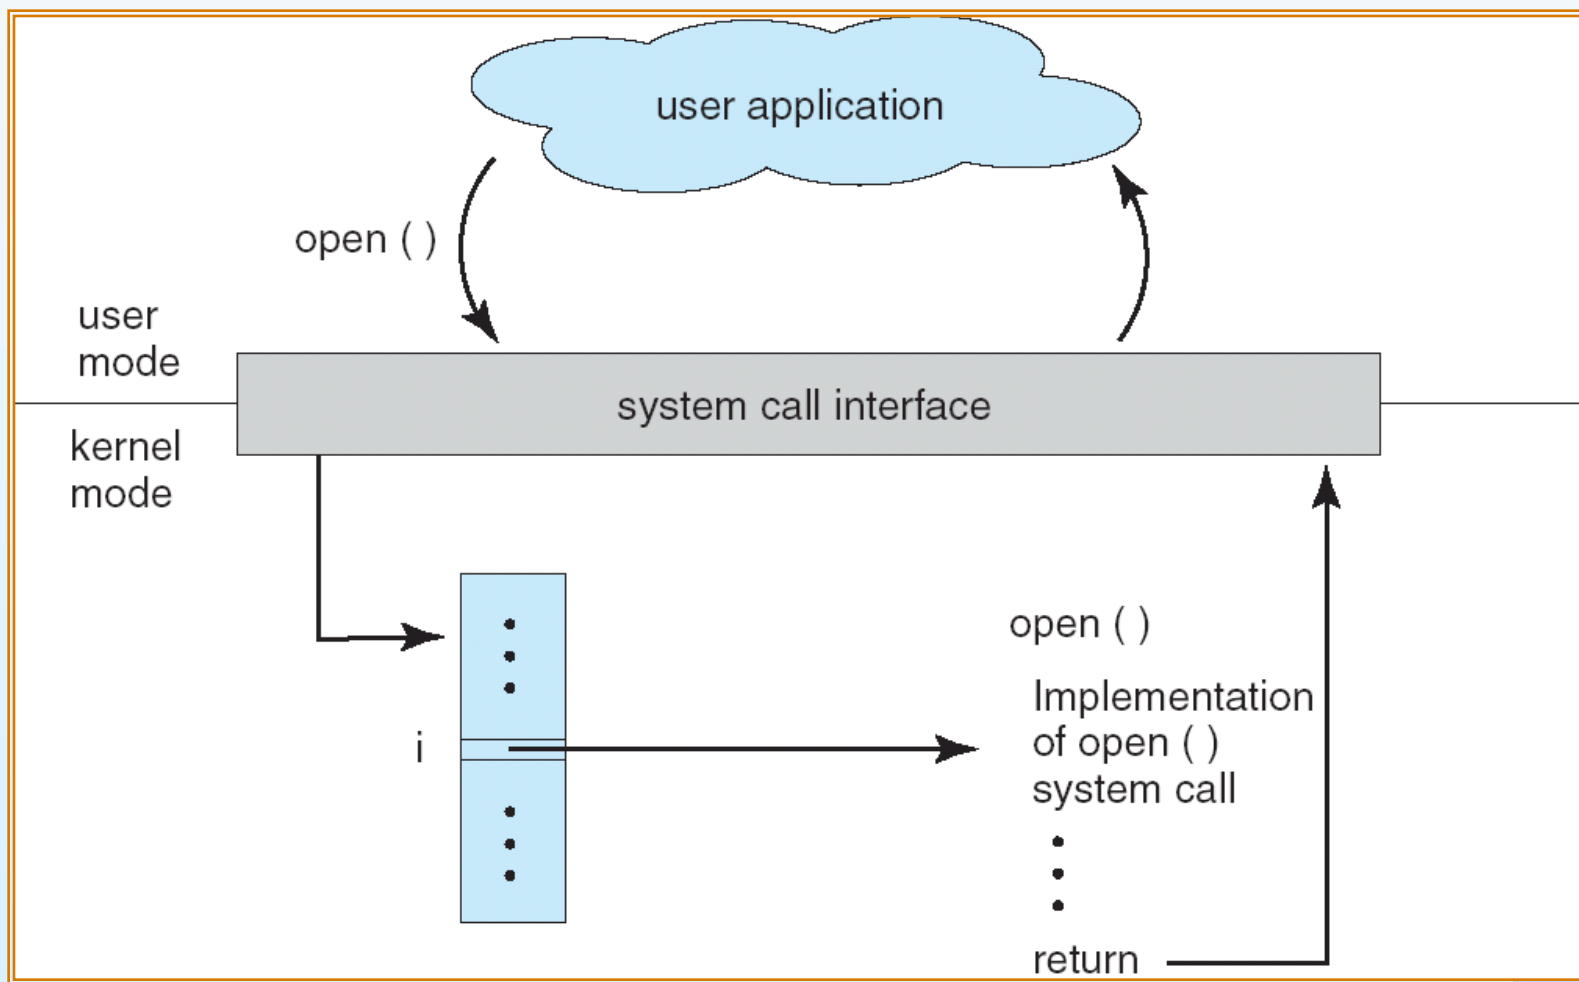 user application
open ( )
user
mode
system call interface
kernel
mode
open ( )
Implementation
of open ( )
system call
i
return